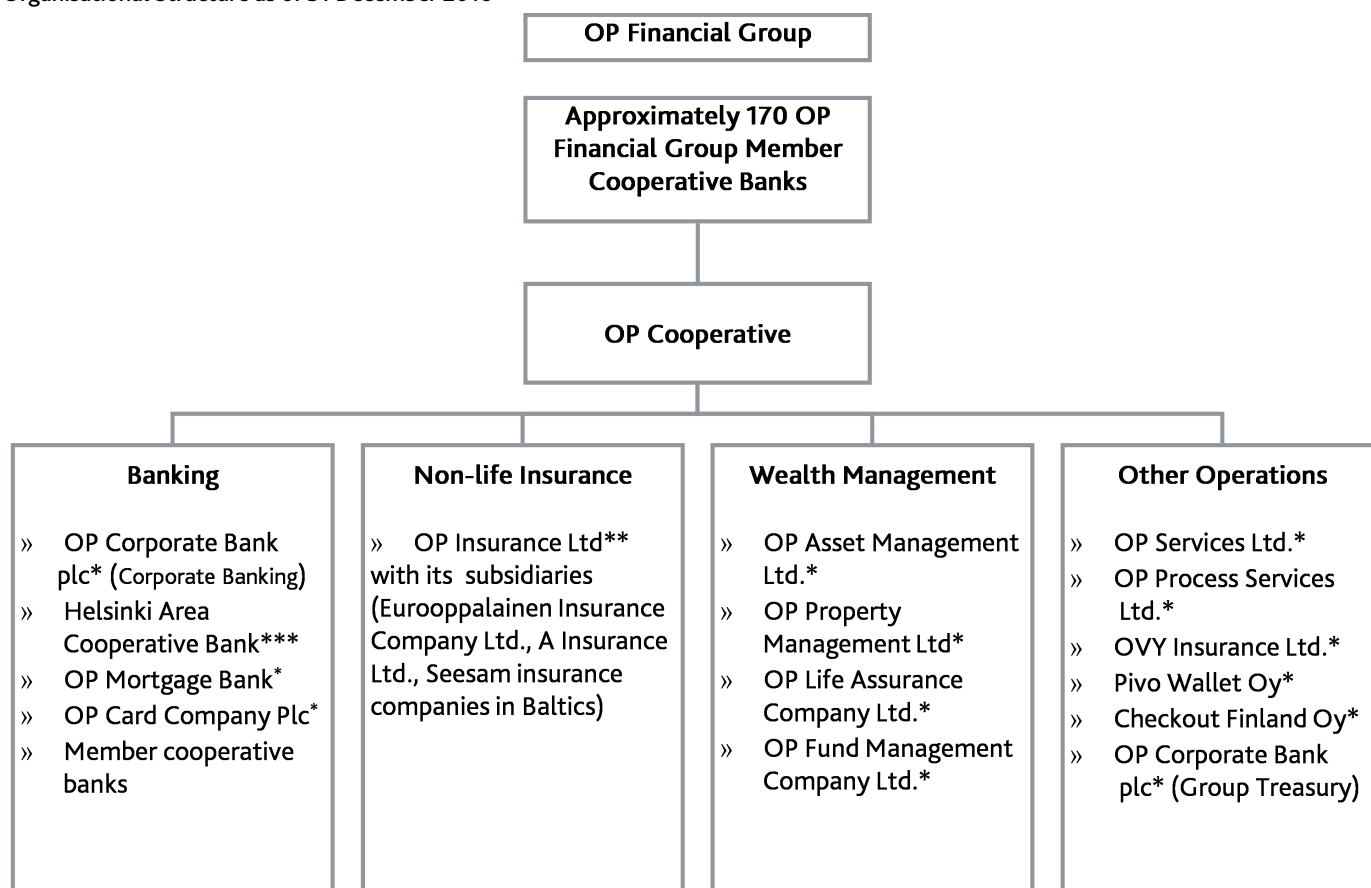 OP Financial Group
Approximately 170 OP
Financial Group Member
Cooperative Banks
OP Cooperative
Banking
» OP Corporate Bank
plc* (Corporate Banking)
» Helsinki Area
Cooperative Bank***
» OP Mortgage Bank*
» OP Card Company Plc*
» Member cooperative
banks
Non-life Insurance
» OP Insurance Ltd**
with its subsidiaries
(Eurooppalainen Insurance
Company Ltd., A Insurance
Ltd., Seesam insurance
companies in Baltics)
Wealth Management
» OP Asset Management
Ltd.*
» OP Property
Management Ltd*
» OP Life Assurance
Company Ltd.*
» OP Fund Management
Company Ltd.*
Other Operations
» OP Services Ltd.*
» OP Process Services
Ltd.*
» OVY Insurance Ltd.*
» Pivo Wallet Oy*
» Checkout Finland Oy*
» OP Corporate Bank
plc* (Group Treasury)